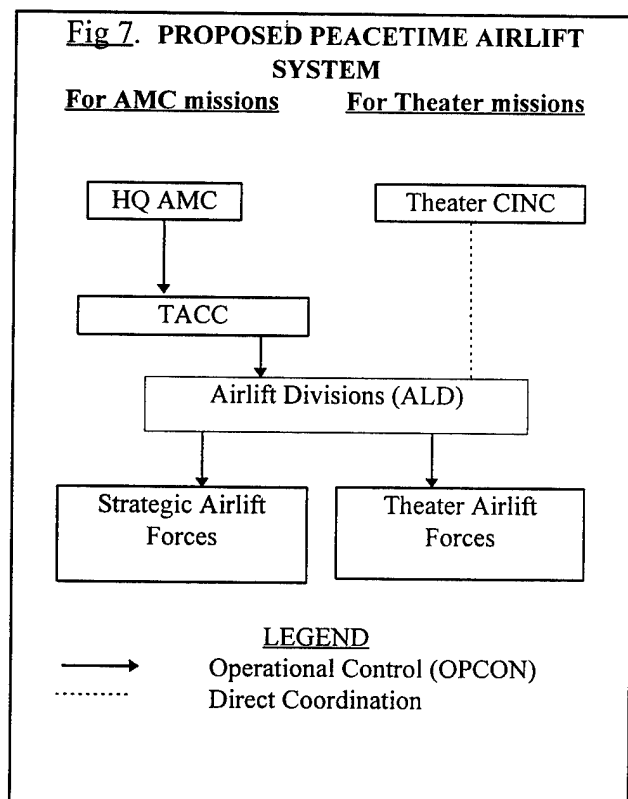 Fig 7. PROPOSED PEACETIME AIRLIFT
SYSTEM
For AMC missions For Theater missions
HQ AMC Theater CINC
TACC
Airlift Divisions (ALD)
Strategic Airlift
Forces
Theater Airlift
Forces
LEGEND
Operational Control (OPCON)
Direct Coordination